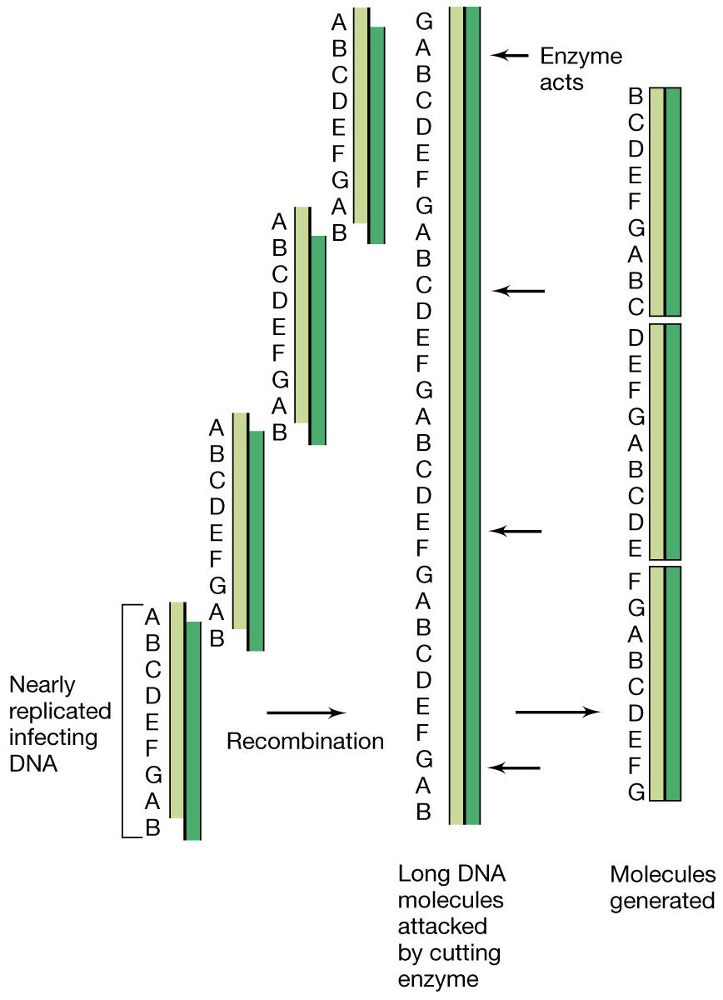 A
B
C
D
E
F
G
A
B
A
B
C
D
E
F
G
A
B
A
B
C
D
E
F
G
A
B
Nearly
replicated
infecting
DNA
A
B
C
D
E
F
G
A
B
Recombination
G
A
B
C
D
E
F
G
A
B
C
D
E
F
G
A
B
C
D
E
F
G
A
B
C
D
E
F
G
A
B
Enzyme
acts
Long DNA
molecules
attacked
by cutting
enzyme
B
C
D
E
F
G
A
B
C
D
E
F
G
A
B
C
D
E
F
G
A
B
C
D
E
F
G
Molecules
generated